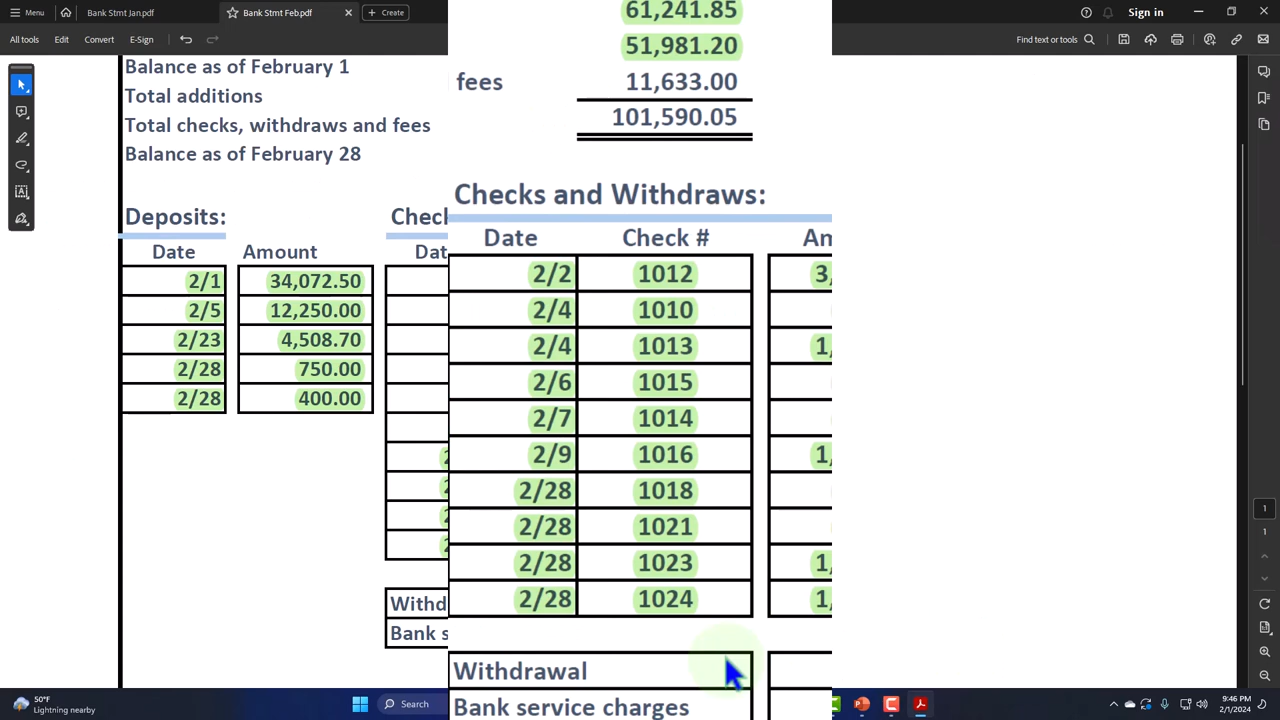 Menu
Bank Stmt Jan.pdf
Bank Stmt Feb.pdf
Create
Sign in
All tools
Edit
Convert
E-Sign
Find text or tools
Balance as of February 1
Total additions
Total checks, withdraws and fees
Balance as of February 28
61,241.85
51,981.20
fees 11,633.00
101,590.05
Deposits:
Date Amount
2/1 34,072.50
2/5 12,250.00
2/23 4,508.70
2/28 750.00
2/28 400.00
Checks and Withdraws:
Date Check #
2/2 1012
2/4 1010
2/4 1013
2/6 1015
2/7 1014
2/9 1016
2/28 1018
2/28 1021
2/28 1023
2/28 1024
Withdrawal
Bank service charges
1
1
50°F
Lightning nearby
Search
9:46 PM
2/1/2024